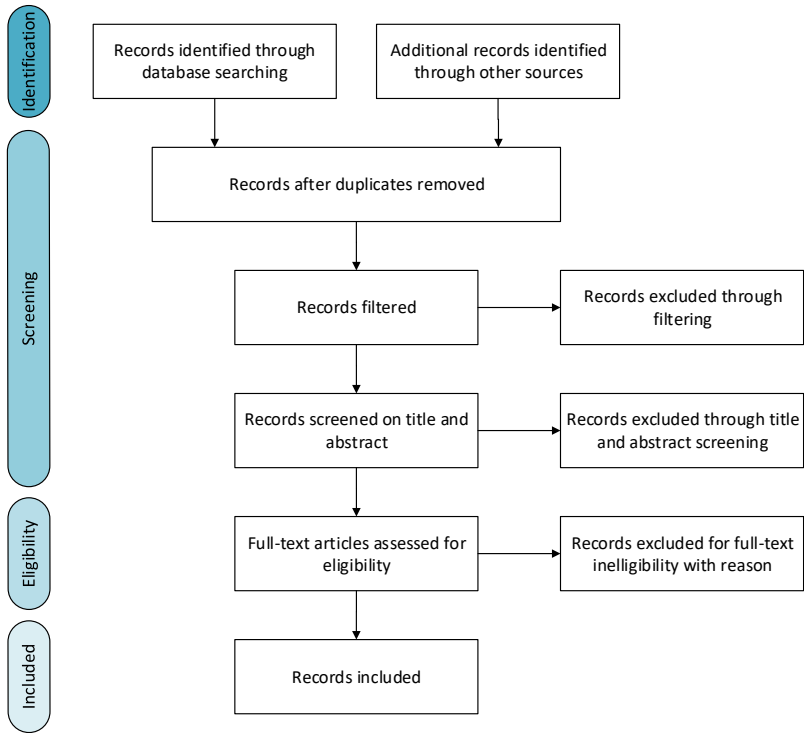 Identification
Records identified through
database searching
Additional records identified
through other sources
Screening
Records after duplicates removed
Records filtered
Records excluded through
filtering
Records screened on title and
abstract
Records excluded through title
and abstract screening
Eligibility
Full-text articles assessed for
eligibility
Records excluded for full-text
inelligibility with reason
Included
Records included